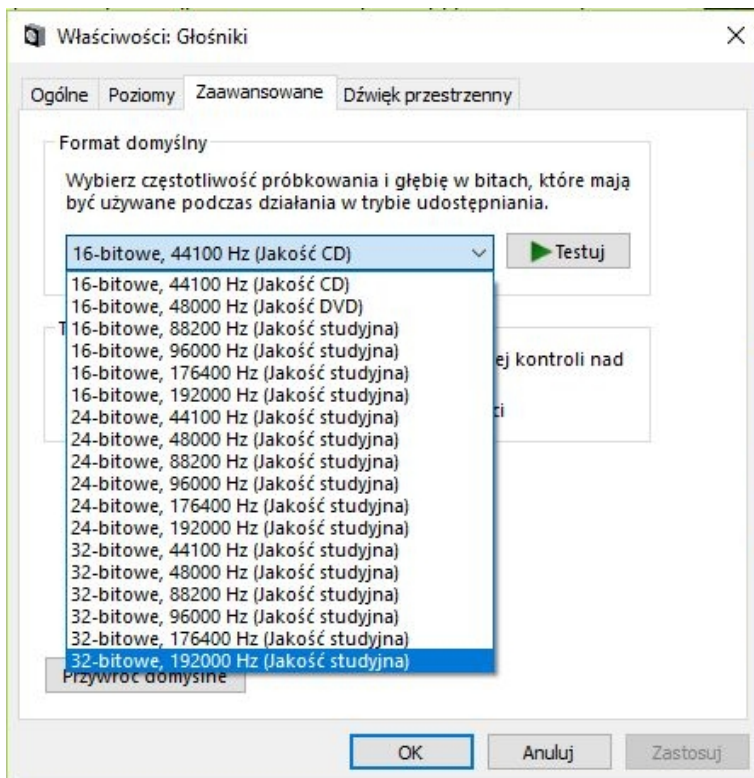 Właściwości: Głośniki
Ogólne Poziomy Zaawansowane Dźwięk przestrzenny
Format domyślny
Wybierz częstotliwość próbkowania i głębię w bitach, które mają
być używane podczas działania w trybie udostępniania.
16-bitowe, 44100 Hz (Jakość CD)
Testuj
16-bitowe, 44100 Hz (Jakość CD)
16-bitowe, 48000 Hz (Jakość DVD)
T 16-bitowe, 88200 Hz (Jakość studyjna)
16-bitowe, 96000 Hz (Jakość studyjna) ej kontroli nad
16-bitowe, 176400 Hz (Jakość studyjna)
16-bitowe, 192000 Hz (Jakość studyjna)
24-bitowe, 44100 Hz (Jakość studyjna) ci
24-bitowe, 48000 Hz (Jakość studyjna)
24-bitowe, 88200 Hz (Jakość studyjna)
24-bitowe, 96000 Hz (Jakość studyjna)
24-bitowe, 176400 Hz (Jakość studyjna)
24-bitowe, 192000 Hz (Jakość studyjna)
32-bitowe, 44100 Hz (Jakość studyjna)
32-bitowe, 48000 Hz (Jakość studyjna)
32-bitowe, 88200 Hz (Jakość studyjna)
32-bitowe, 96000 Hz (Jakość studyjna)
32-bitowe, 176400 Hz (Jakość studyjna)
32-bitowe, 192000 Hz (Jakość studyjna)
Przywróć domyślne
OK Anuluj Zastosuj